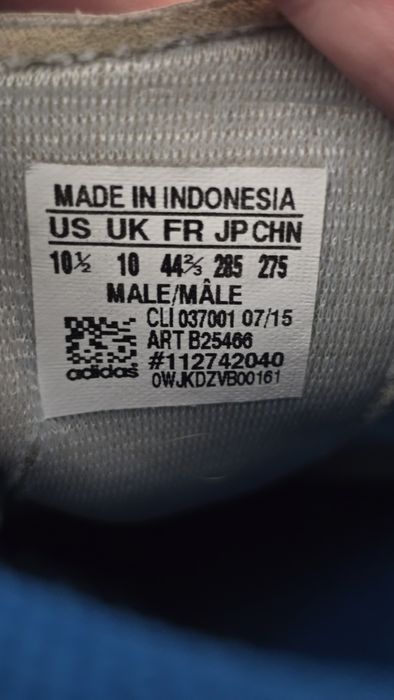 MADE IN INDONESIA
US UK FR JP CHN
10½ 10 44⅔ 285 275
MALE/MÂLE
CLI 037001 07/15
ART B25466
#112742040
adidas 0WJKDZVB00161